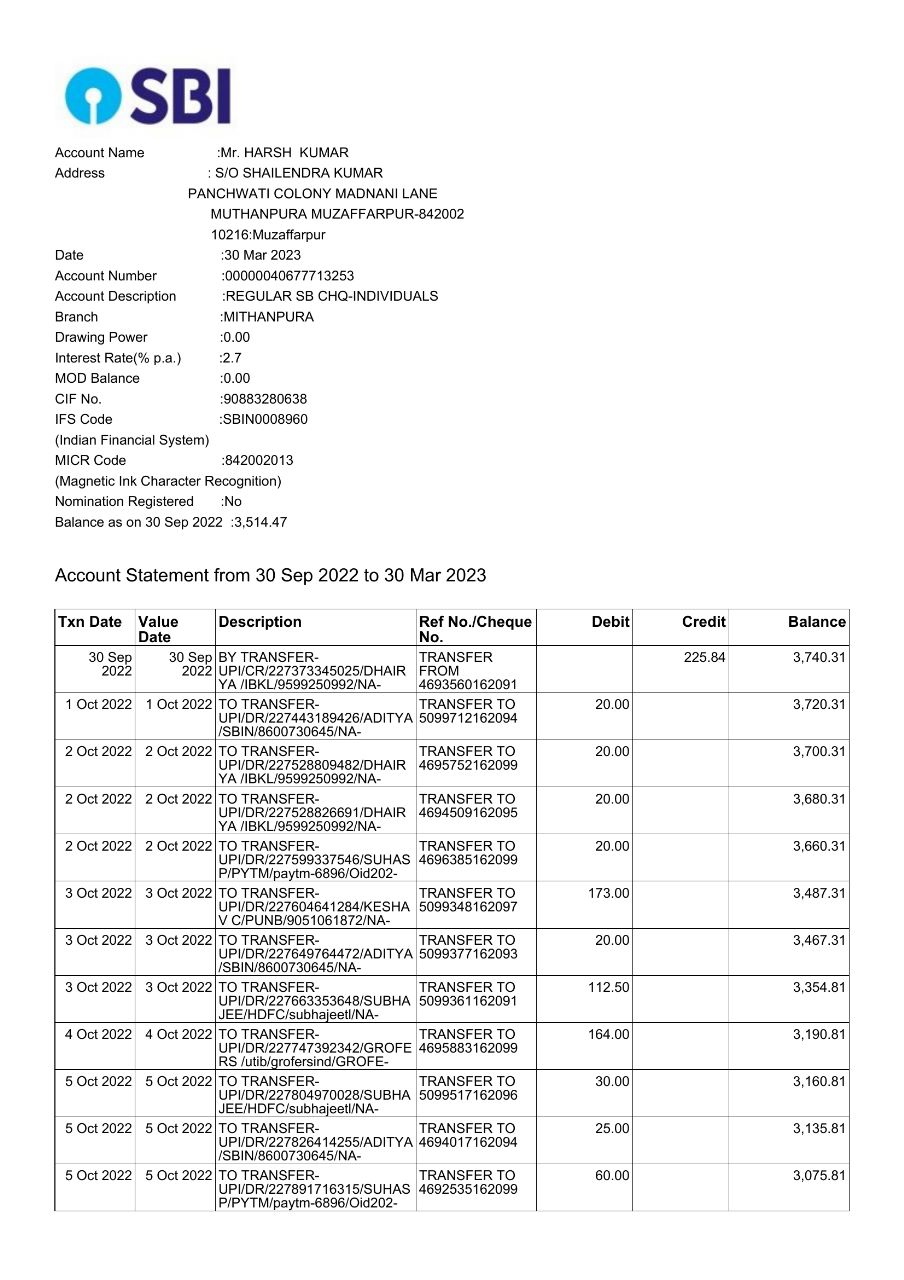 SBI
Account Name :Mr. HARSH KUMAR
Address : S/O SHAILENDRA KUMAR
PANCHWATI COLONY MADNANI LANE
MUTHANPURA MUZAFFARPUR-842002
10216:Muzaffarpur
Date :30 Mar 2023
Account Number :00000040677713253
Account Description :REGULAR SB CHQ-INDIVIDUALS
Branch :MITHANPURA
Drawing Power :0.00
Interest Rate(% p.a.) :2.7
MOD Balance :0.00
CIF No. :90883280638
IFS Code :SBIN0008960
(Indian Financial System)
MICR Code :842002013
(Magnetic Ink Character Recognition)
Nomination Registered :No
Balance as on 30 Sep 2022 :3,514.47
Account Statement from 30 Sep 2022 to 30 Mar 2023
Txn Date Value Description Ref No./Cheque Debit Credit Balance
Date No.
30 Sep 30 Sep BY TRANSFER- TRANSFER 225.84 3,740.31
2022 2022 UPI/CR/227373345025/DHAIR FROM
YA /IBKL/9599250992/NA- 4693560162091
1 Oct 2022 1 Oct 2022 TO TRANSFER- TRANSFER TO 20.00 3,720.31
UPI/DR/227443189426/ADITYA 5099712162094
/SBIN/8600730645/NA-
2 Oct 2022 2 Oct 2022 TO TRANSFER- TRANSFER TO 20.00 3,700.31
UPI/DR/227528809482/DHAIR 4695752162099
YA /IBKL/9599250992/NA-
2 Oct 2022 2 Oct 2022 TO TRANSFER- TRANSFER TO 20.00 3,680.31
UPI/DR/227528826691/DHAIR 4694509162095
YA /IBKL/9599250992/NA-
2 Oct 2022 2 Oct 2022 TO TRANSFER- TRANSFER TO 20.00 3,660.31
UPI/DR/227599337546/SUHAS 4696385162099
P/PYTM/paytm-6896/Oid202-
3 Oct 2022 3 Oct 2022 TO TRANSFER- TRANSFER TO 173.00 3,487.31
UPI/DR/227604641284/KESHA 5099348162097
V C/PUNB/9051061872/NA-
3 Oct 2022 3 Oct 2022 TO TRANSFER- TRANSFER TO 20.00 3,467.31
UPI/DR/227649764472/ADITYA 5099377162093
/SBIN/8600730645/NA-
3 Oct 2022 3 Oct 2022 TO TRANSFER- TRANSFER TO 112.50 3,354.81
UPI/DR/227663353648/SUBHA 5099361162091
JEE/HDFC/subhajeetl/NA-
4 Oct 2022 4 Oct 2022 TO TRANSFER- TRANSFER TO 164.00 3,190.81
UPI/DR/227747392342/GROFE 4695883162099
RS /utib/grofersind/GROFE-
5 Oct 2022 5 Oct 2022 TO TRANSFER- TRANSFER TO 30.00 3,160.81
UPI/DR/227804970028/SUBHA 5099517162096
JEE/HDFC/subhajeetl/NA-
5 Oct 2022 5 Oct 2022 TO TRANSFER- TRANSFER TO 25.00 3,135.81
UPI/DR/227826414255/ADITYA 4694017162094
/SBIN/8600730645/NA-
5 Oct 2022 5 Oct 2022 TO TRANSFER- TRANSFER TO 60.00 3,075.81
UPI/DR/227891716315/SUHAS 4692535162099
P/PYTM/paytm-6896/Oid202-